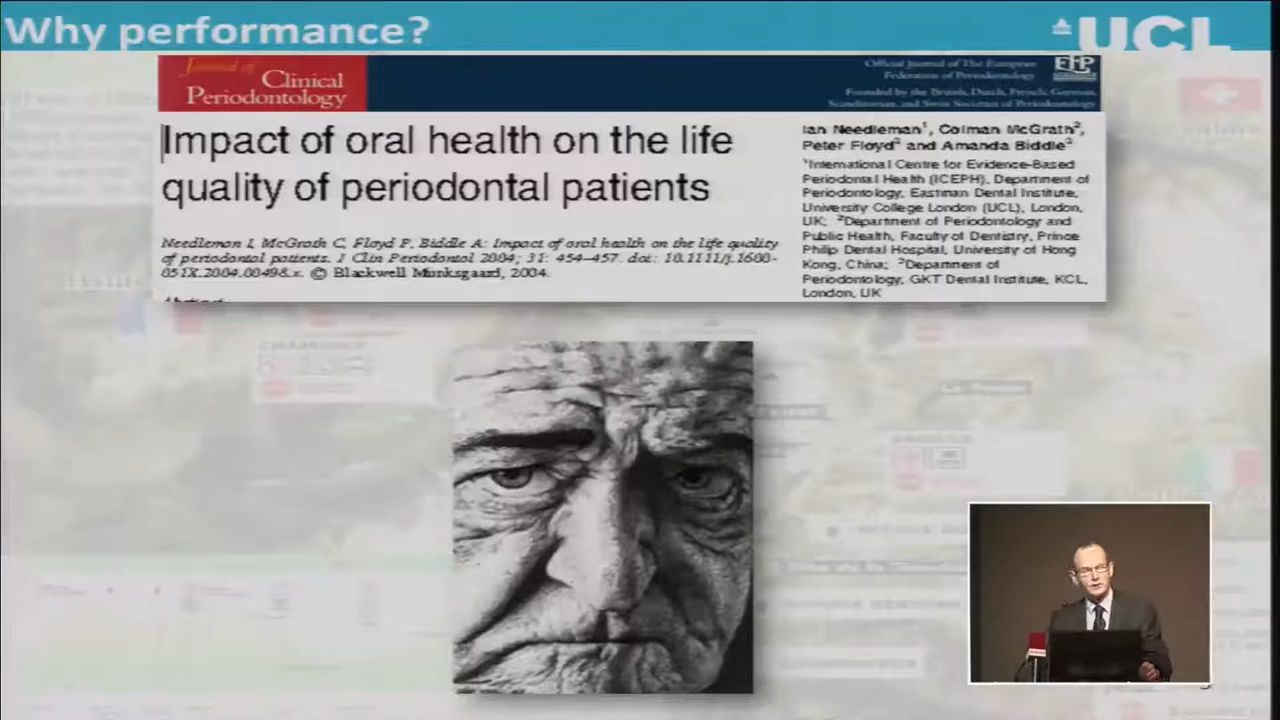 Why performance?
UCL
Journal of
Clinical
Periodontology
Official Journal of The European
Federation of Periodontology
EFP
Founded by the British, Dutch, French, German,
Scandinavian, and Swiss Societies of Periodontology
Impact of oral health on the life
quality of periodontal patients
Needleman I, McGrath C, Floyd P, Biddle A: Impact of oral health on the life quality
of periodontal patients. J Clin Periodontol 2004; 31: 454–457. doi: 10.1111/j.1600-
051X.2004.00498.x. © Blackwell Munksgaard, 2004.
Abstract
Ian Needleman¹, Colman McGrath²,
Peter Floyd³ and Amanda Biddle³
¹International Centre for Evidence-Based
Periodontal Health (ICEPH), Department of
Periodontology, Eastman Dental Institute,
University College London (UCL), London,
UK; ²Department of Periodontology and
Public Health, Faculty of Dentistry, Prince
Philip Dental Hospital, University of Hong
Kong, China; ³Department of
Periodontology, GKT Dental Institute, KCL,
London, UK